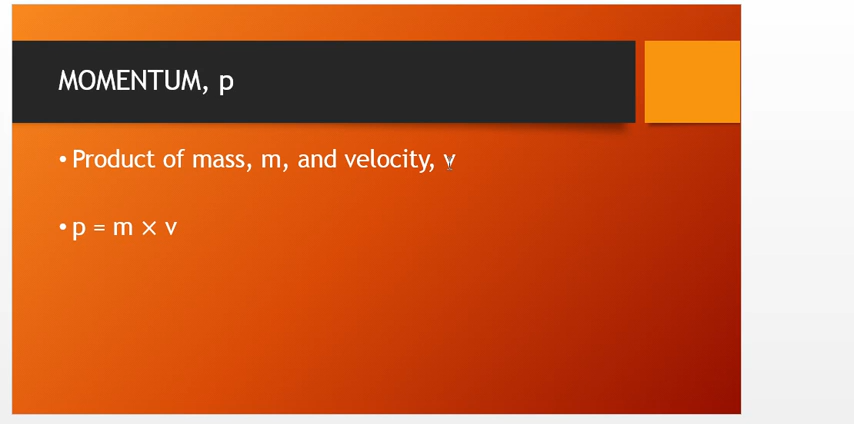 MOMENTUM, p
• Product of mass, m, and velocity, v
• p = m × v